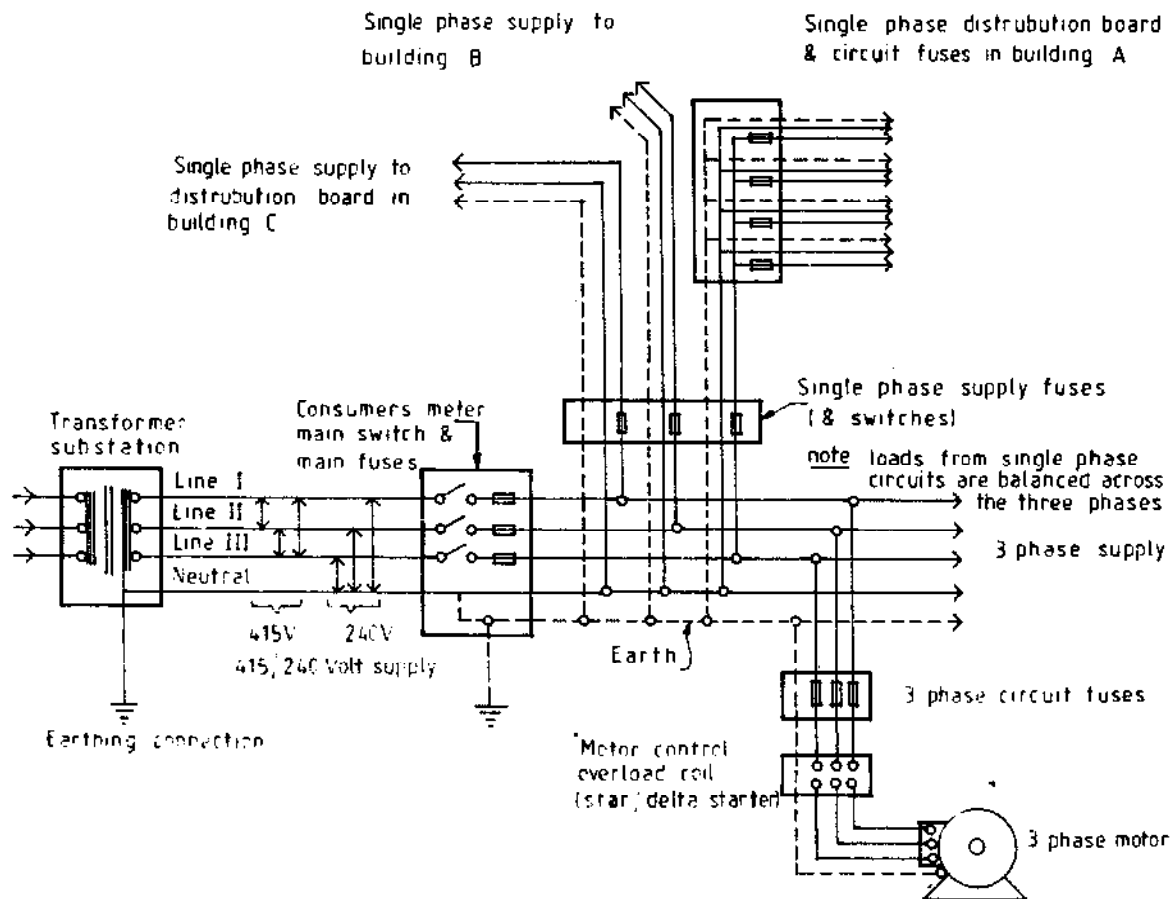 Single phase supply to
building B
Single phase distrubution board
& circuit fuses in building A
Single phase supply to
distrubution board in
building C
Single phase supply fuses
(& switches)
note loads from single phase
circuits are balanced across
the three phases
Transformer
substation
Consumers meter
main switch &
main fuses
Line I
Line II
Line III
Neutral
3 phase supply
415V
240V
415/240 Volt supply
Earth
Earthing connection
3 phase circuit fuses
Motor control
overload coil
(star/delta starter)
3 phase motor